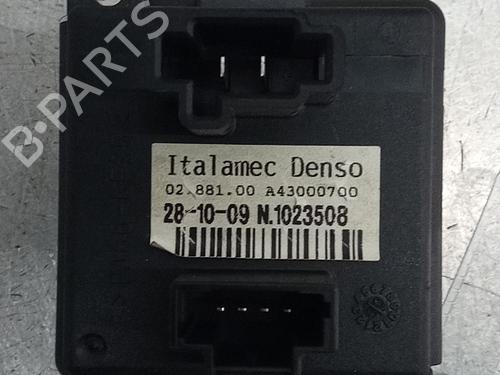 B-PARTS
Italamec Denso
02.881.00 A43000700
28-10-09 N.1023508